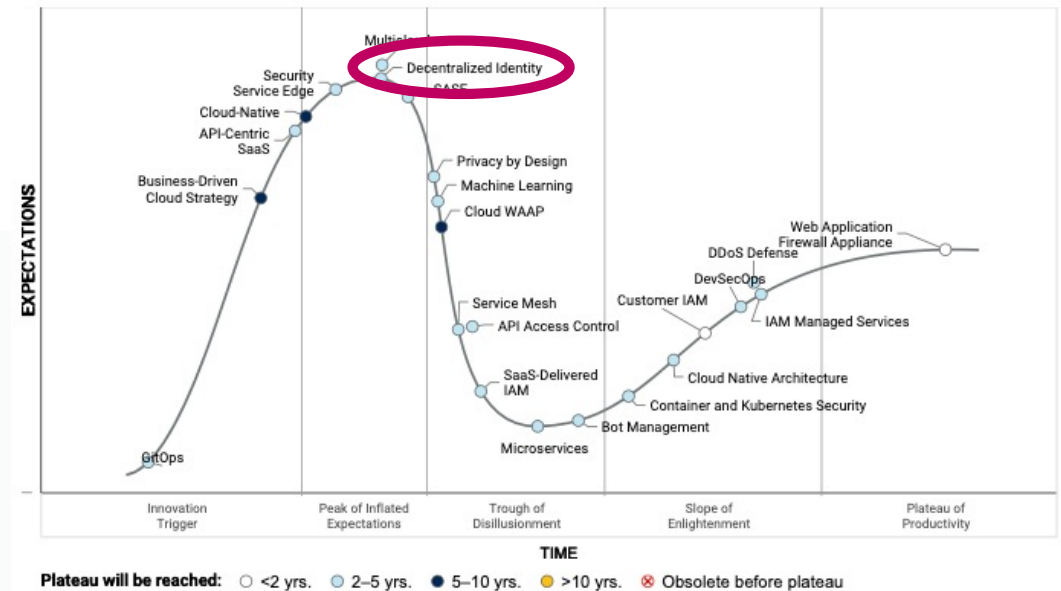 Multicloud
Decentralized Identity
SASE
Security
Service Edge
Cloud-Native
API-Centric
SaaS
Business-Driven
Cloud Strategy
GitOps
Privacy by Design
Machine Learning
Cloud WAAP
Service Mesh
API Access Control
SaaS-Delivered
IAM
Microservices
Bot Management
Container and Kubernetes Security
Cloud Native Architecture
Customer IAM
DevSecOps
DDoS Defense
IAM Managed Services
Web Application
Firewall Appliance
EXPECTATIONS
Innovation
Trigger
Peak of Inflated
Expectations
Trough of
Disillusionment
Slope of
Enlightenment
Plateau of
Productivity
TIME
Plateau will be reached: <2 yrs. 2–5 yrs. 5–10 yrs. >10 yrs. Obsolete before plateau